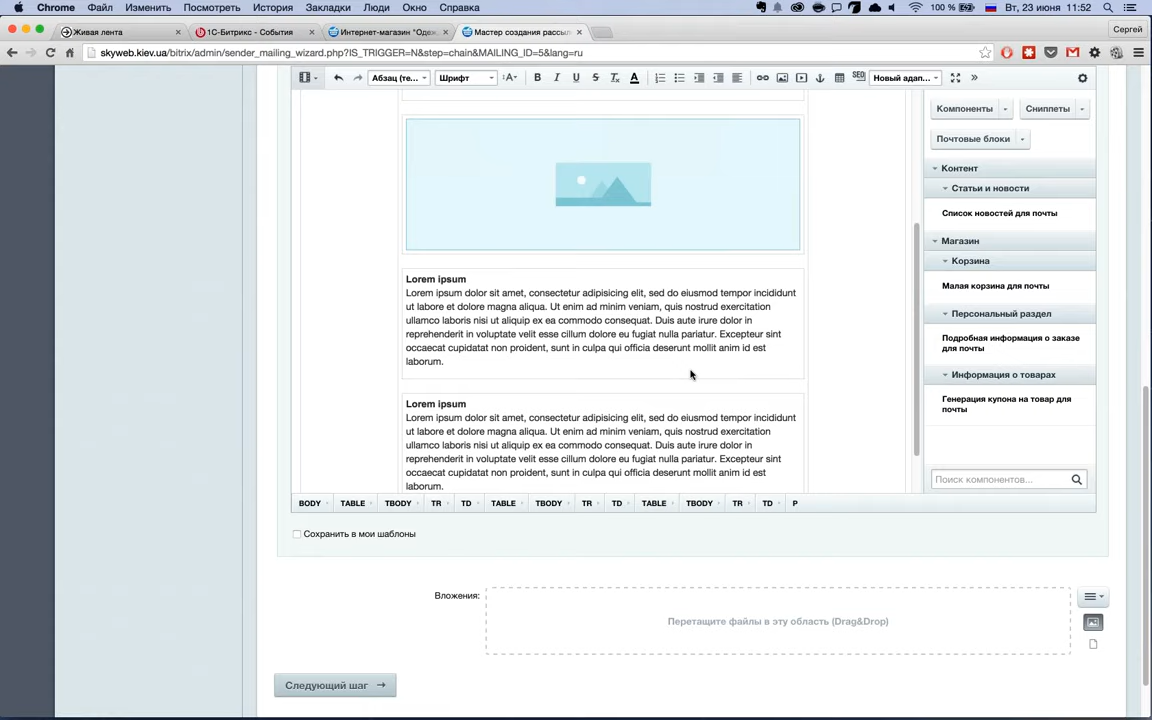 Chrome Файл Изменить Посмотреть История Закладки Люди Окно Справка 100 % Вт, 23 июня 11:52
Живая лента 1С-Битрикс - События Интернет-магазин "Одеж Мастер создания рассыл Сергей
skyweb.kiev.ua/bitrix/admin/sender_mailing_wizard.php?IS_TRIGGER=N&step=chain&MAILING_ID=5&lang=ru
Абзац (те... Шрифт A B I U S Tx A SEO Новый адап... »
Компоненты Сниппеты
Почтовые блоки
Контент
Статьи и новости
Список новостей для почты
Магазин
Корзина
Малая корзина для почты
Персональный раздел
Подробная информация о заказе
для почты
Информация о товарах
Генерация купона на товар для
почты
Поиск компонентов...
Lorem ipsum
Lorem ipsum dolor sit amet, consectetur adipisicing elit, sed do eiusmod tempor incididunt
ut labore et dolore magna aliqua. Ut enim ad minim veniam, quis nostrud exercitation
ullamco laboris nisi ut aliquip ex ea commodo consequat. Duis aute irure dolor in
reprehenderit in voluptate velit esse cillum dolore eu fugiat nulla pariatur. Excepteur sint
occaecat cupidatat non proident, sunt in culpa qui officia deserunt mollit anim id est
laborum.
Lorem ipsum
Lorem ipsum dolor sit amet, consectetur adipisicing elit, sed do eiusmod tempor incididunt
ut labore et dolore magna aliqua. Ut enim ad minim veniam, quis nostrud exercitation
ullamco laboris nisi ut aliquip ex ea commodo consequat. Duis aute irure dolor in
reprehenderit in voluptate velit esse cillum dolore eu fugiat nulla pariatur. Excepteur sint
occaecat cupidatat non proident, sunt in culpa qui officia deserunt mollit anim id est
laborum.
BODY TABLE TBODY TR TD TABLE TBODY TR TD TABLE TBODY TR TD P
Сохранить в мои шаблоны
Вложения:
Перетащите файлы в эту область (Drag&Drop)
Следующий шаг →